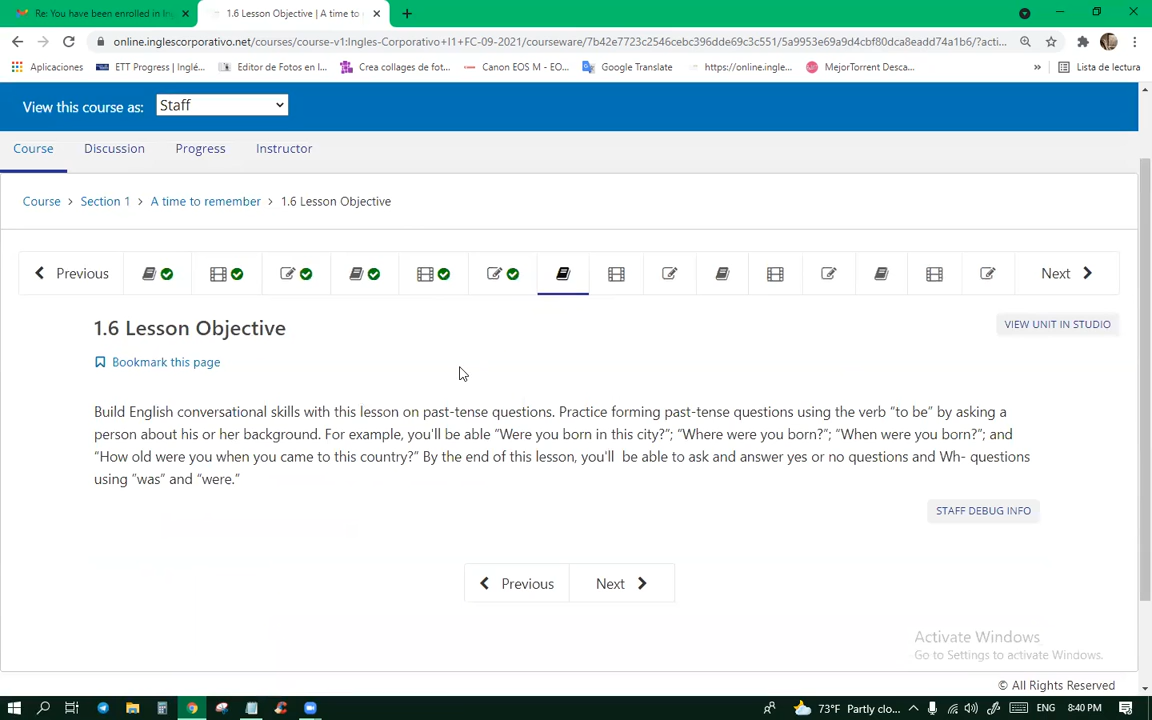 Re: You have been enrolled in In
1.6 Lesson Objective | A time to
online.inglescorporativo.net/courses/course-v1:Ingles-Corporativo+I1+FC-09-2021/courseware/7b42e7723c2546cebc396dde69c3c551/5a9953e69a9d4cbf80dca8eadd74a1b6/?acti...
Aplicaciones
ETT Progress | Inglé...
Editor de Fotos en l...
Crea collages de fot...
Canon EOS M - EO...
Google Translate
https://online.ingle...
MejorTorrent Desca...
»
Lista de lectura
View this course as: Staff
Course Discussion Progress Instructor
Course > Section 1 > A time to remember > 1.6 Lesson Objective
Previous
Next
1.6 Lesson Objective
VIEW UNIT IN STUDIO
Bookmark this page
Build English conversational skills with this lesson on past-tense questions. Practice forming past-tense questions using the verb “to be” by asking a
person about his or her background. For example, you'll be able “Were you born in this city?”; “Where were you born?”; “When were you born?”; and
“How old were you when you came to this country?” By the end of this lesson, you'll be able to ask and answer yes or no questions and Wh- questions
using “was” and “were.”
STAFF DEBUG INFO
Previous Next
Activate Windows
Go to Settings to activate Windows.
© All Rights Reserved
73°F Partly clo...
ENG
8:40 PM